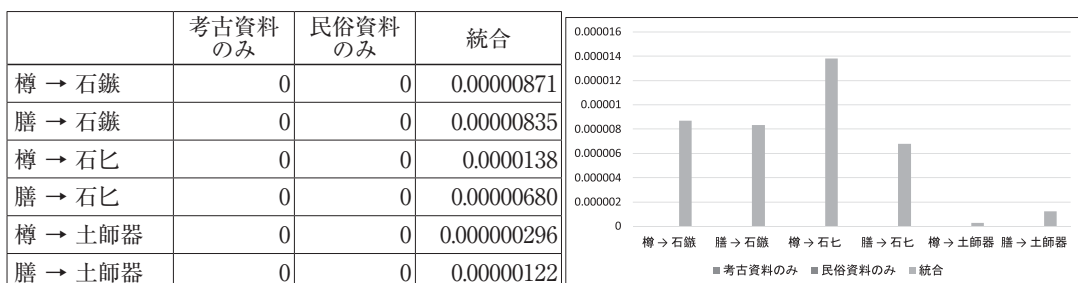 考古資料のみ 民俗資料のみ 統合
樽 → 石鏃 0 0 0.00000871
膳 → 石鏃 0 0 0.00000835
樽 → 石匕 0 0 0.0000138
膳 → 石匕 0 0 0.00000680
樽 → 土師器 0 0 0.000000296
膳 → 土師器 0 0 0.00000122
0.000016
0.000014
0.000012
0.00001
0.000008
0.000006
0.000004
0.000002
0
樽 → 石鏃 膳 → 石鏃 樽 → 石匕 膳 → 石匕 樽 → 土師器 膳 → 土師器
■考古資料のみ ■民俗資料のみ ■統合